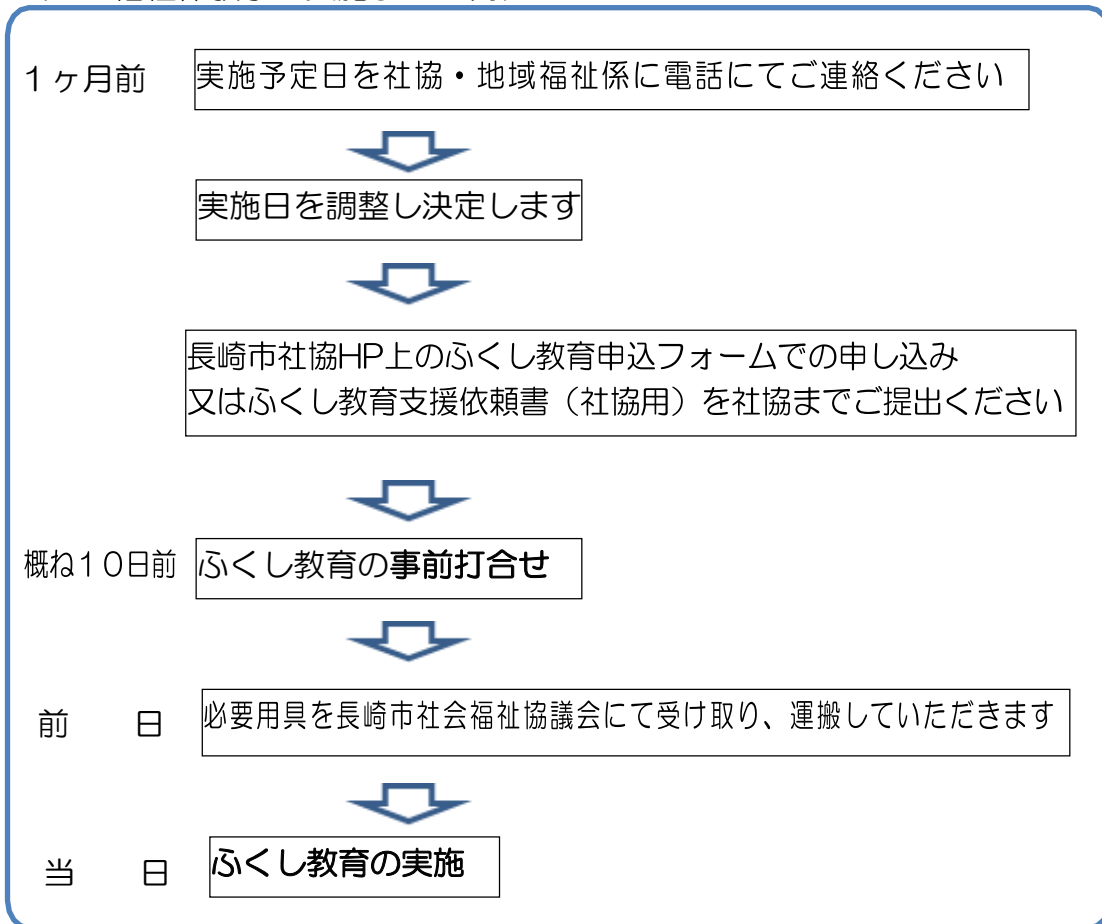 1ヶ月前 実施予定日を社協・地域福祉係に電話にてご連絡ください
実施日を調整し決定します
長崎市社協HP上のふくし教育申込フォームでの申し込み
又はふくし教育支援依頼書（社協用）を社協までご提出ください
概ね10日前 ふくし教育の事前打合せ
前　　日 必要用具を長崎市社会福祉協議会にて受け取り、運搬していただきます
当　　日 ふくし教育の実施